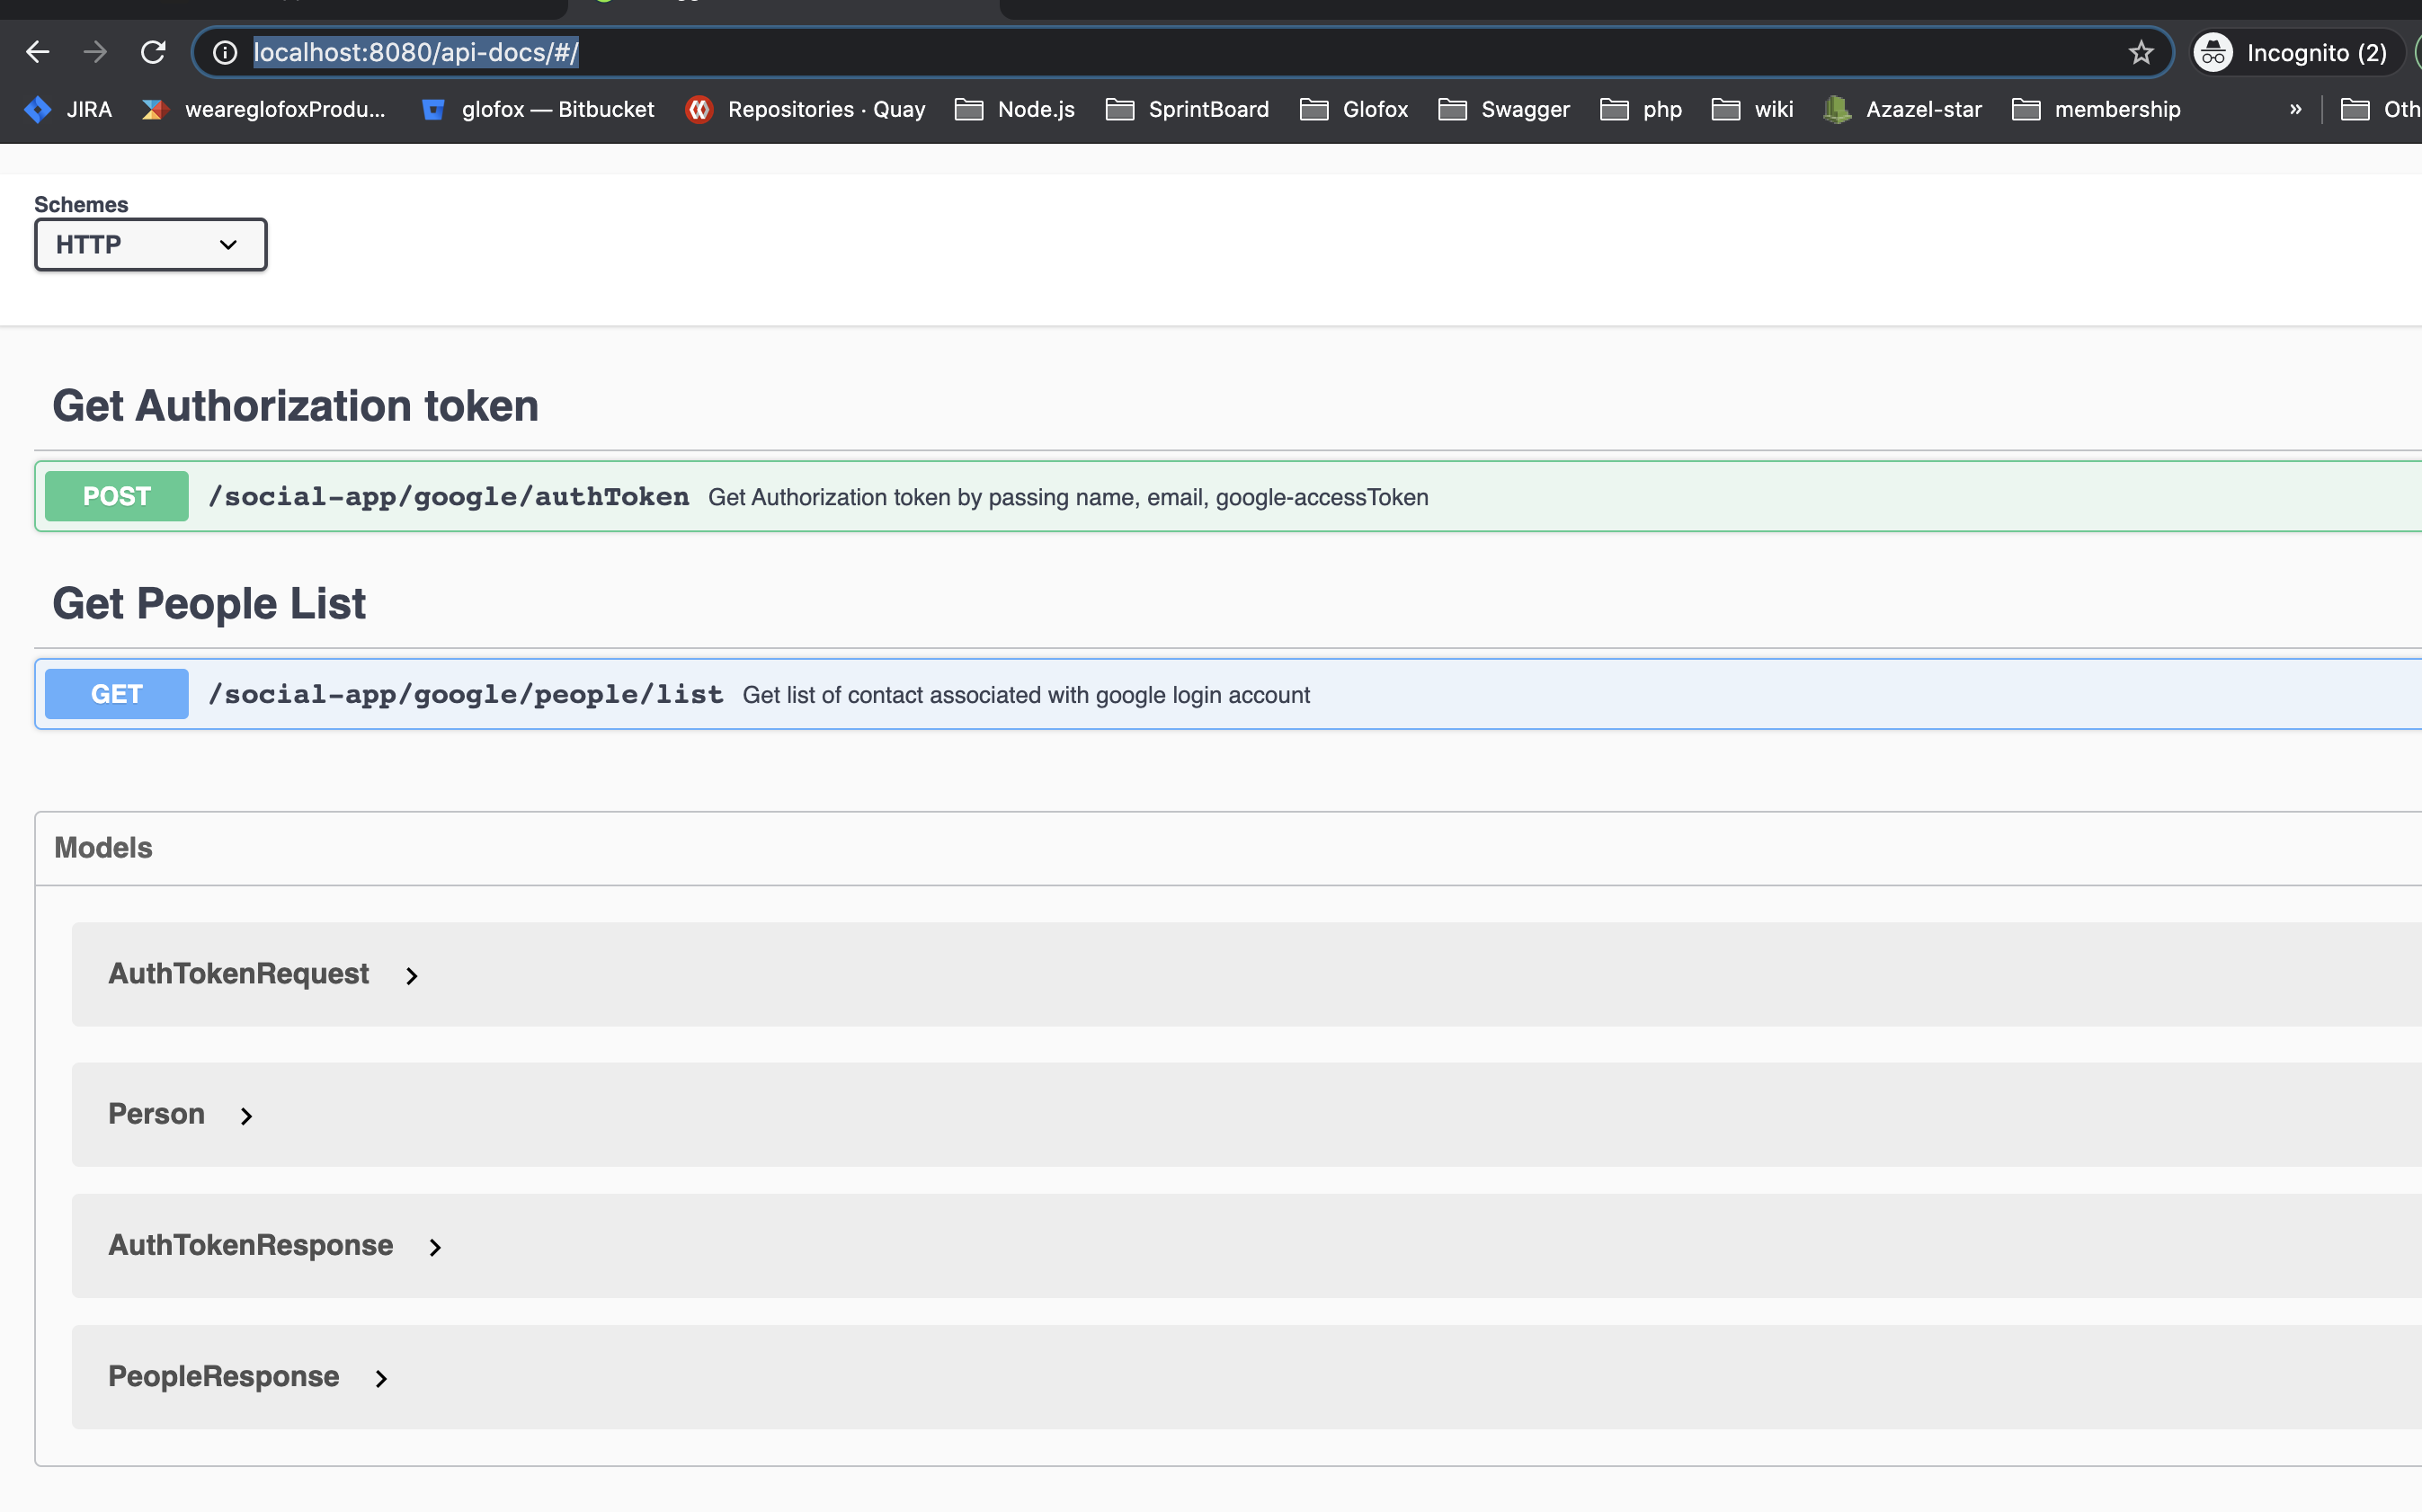 localhost:8080/api-docs/#/
Incognito (2)
JIRA weareglofoxProdu... glofox — Bitbucket Repositories · Quay Node.js SprintBoard Glofox Swagger php wiki Azazel-star membership » Oth
Schemes
HTTP
Get Authorization token
POST /social-app/google/authToken Get Authorization token by passing name, email, google-accessToken
Get People List
GET /social-app/google/people/list Get list of contact associated with google login account
Models
AuthTokenRequest
Person
AuthTokenResponse
PeopleResponse